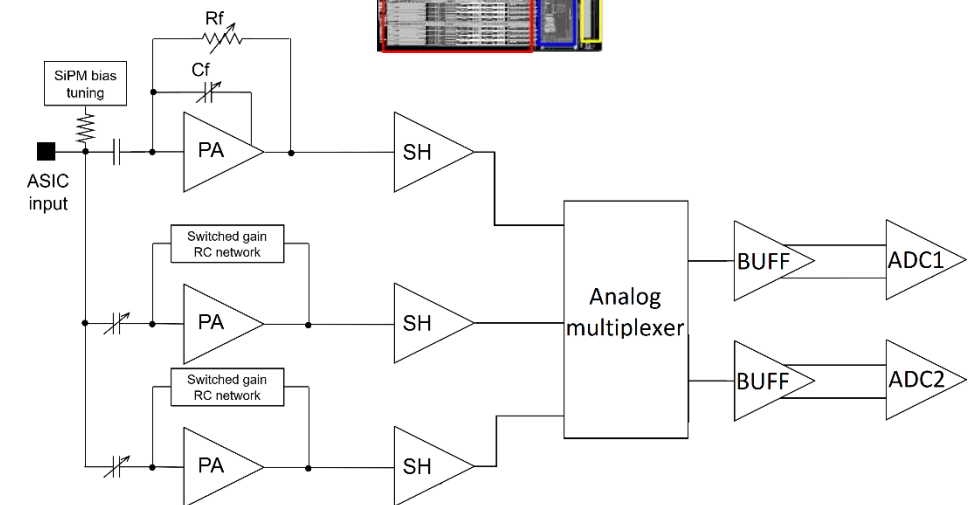 Rf
Cf
SiPM bias
tuning
PA
SH
ASIC
input
Switched gain
RC network
PA
SH
Switched gain
RC network
PA
SH
Analog
multiplexer
BUFF
ADC1
BUFF
ADC2